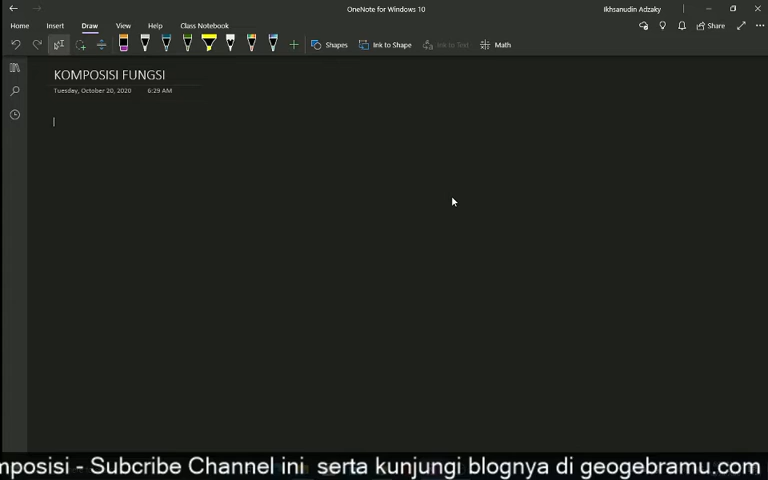 OneNote for Windows 10
Ikhsanudin Adzaky
Home Insert Draw View Help Class Notebook
Share
Shapes Ink to Shape Ink to Text Math
KOMPOSISI FUNGSI
Tuesday, October 20, 2020 6:29 AM
mposisi - Subcribe Channel ini serta kunjungi blognya di geogebramu.com